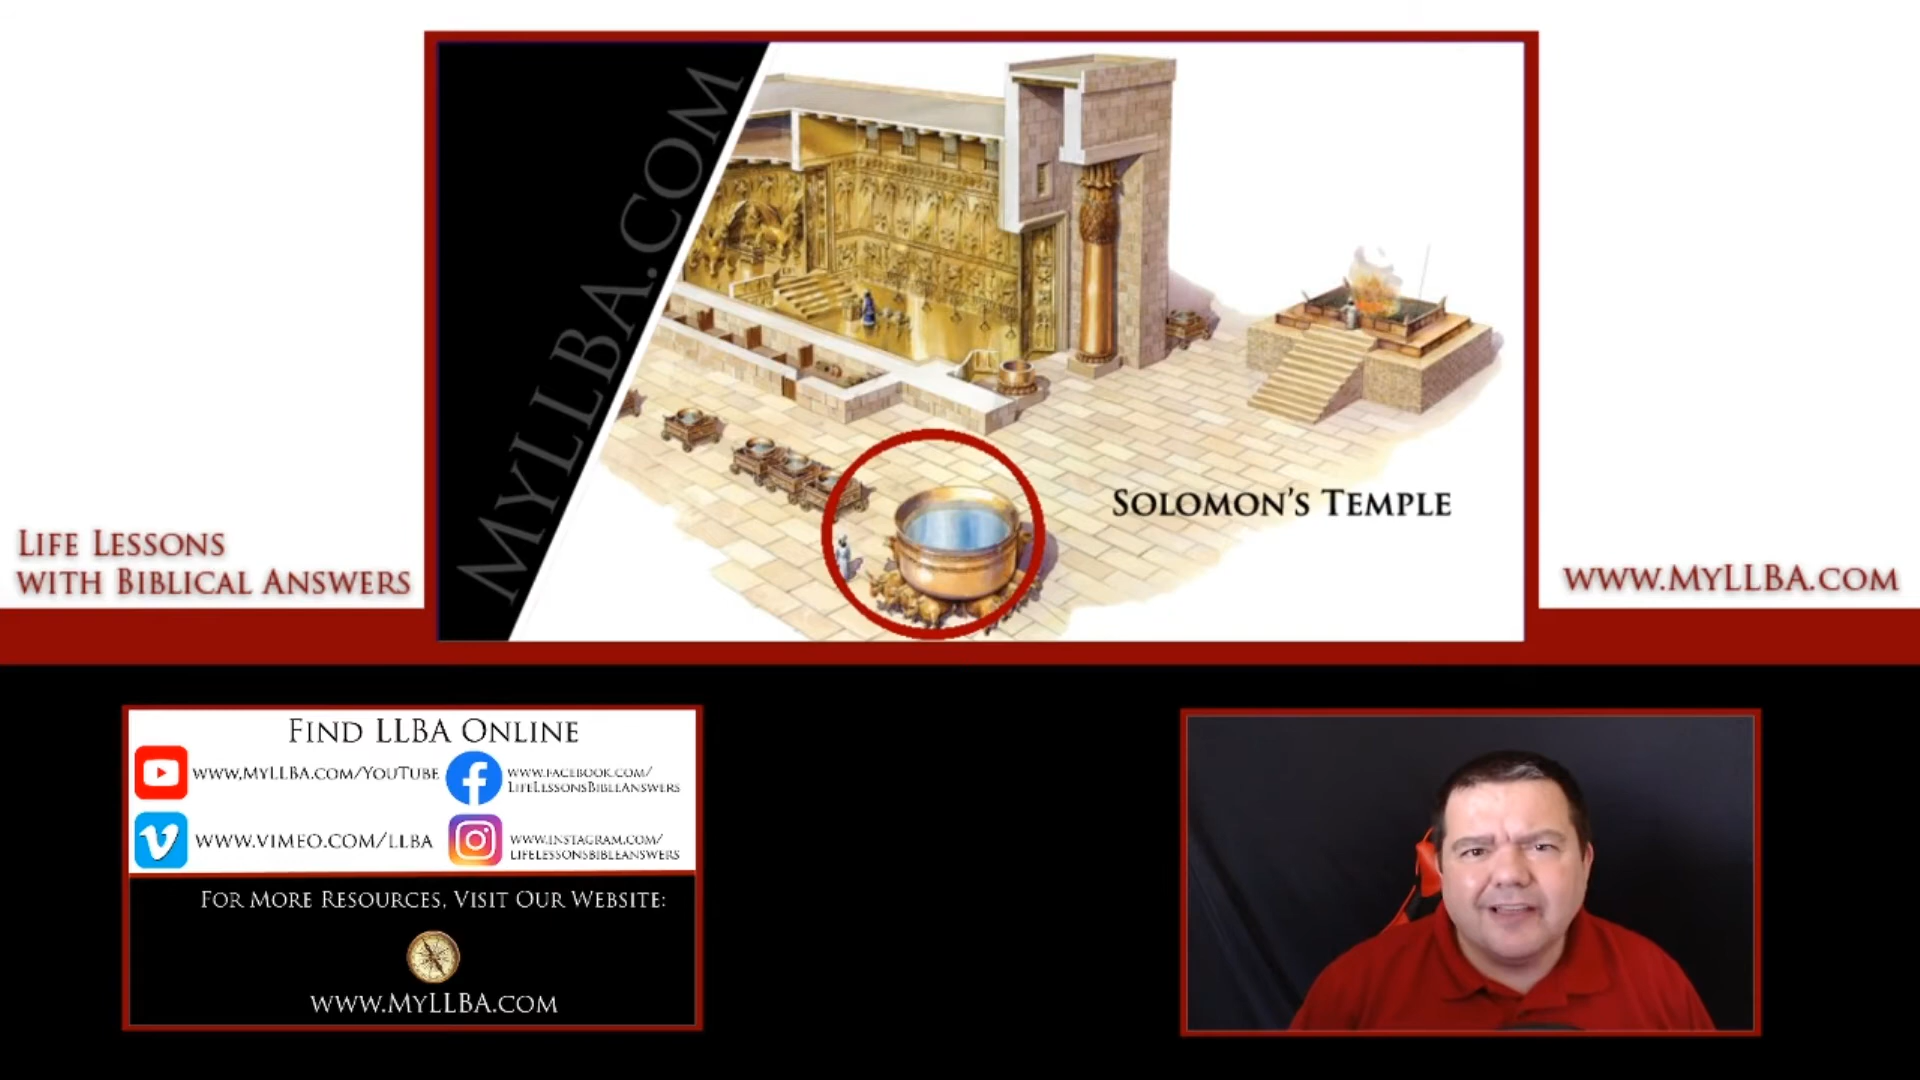 MyLLBA.com
Solomon's Temple
Life Lessons
with Biblical Answers
www.MyLLBA.com
Find LLBA Online
www.MyLLBA.com/YouTube
www.facebook.com/
LifeLessonsBibleAnswers
www.vimeo.com/llba
www.instagram.com/
lifelessonsbibleanswers
For More Resources, Visit Our Website:
www.MyLLBA.com